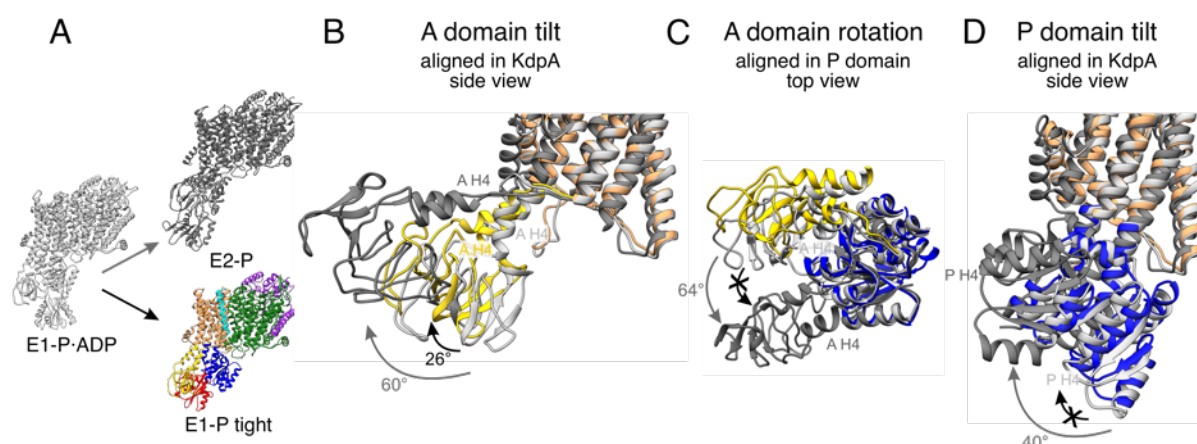 A
E2-P
E1-P·ADP
E1-P tight
B
A domain tilt
aligned in KdpA
side view
A H4
A H4
A H4
26°
60°
C
A domain rotation
aligned in P domain
top view
A H4
64°
A H4
D
P domain tilt
aligned in KdpA
side view
P H4
P H4
40°